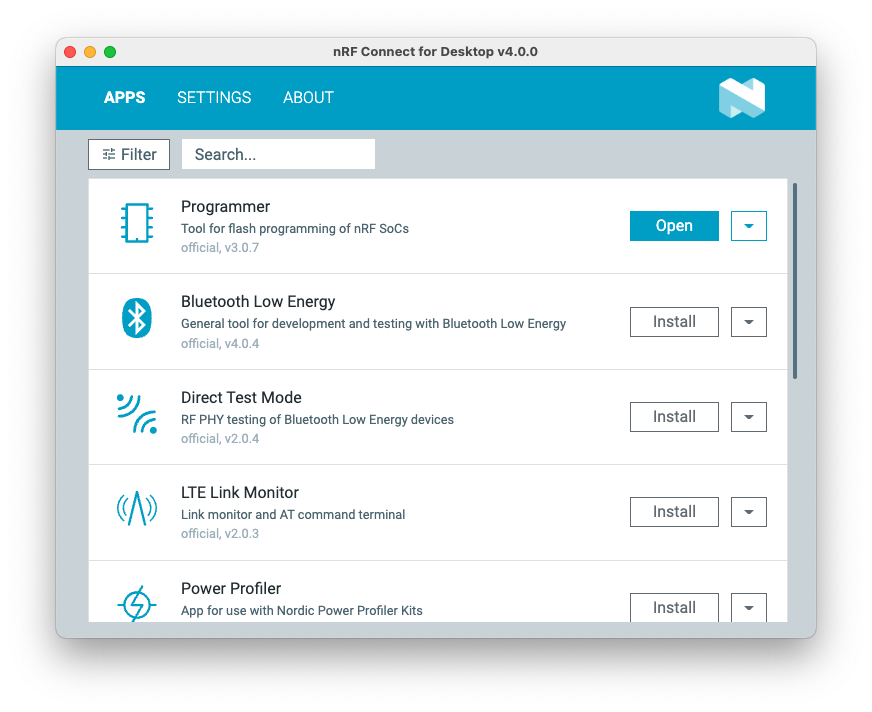 nRF Connect for Desktop v4.0.0
APPS SETTINGS ABOUT
Filter Search...
Programmer
Tool for flash programming of nRF SoCs
official, v3.0.7
Open
Bluetooth Low Energy
General tool for development and testing with Bluetooth Low Energy
official, v4.0.4
Install
Direct Test Mode
RF PHY testing of Bluetooth Low Energy devices
official, v2.0.4
Install
LTE Link Monitor
Link monitor and AT command terminal
official, v2.0.3
Install
Power Profiler
App for use with Nordic Power Profiler Kits
Install